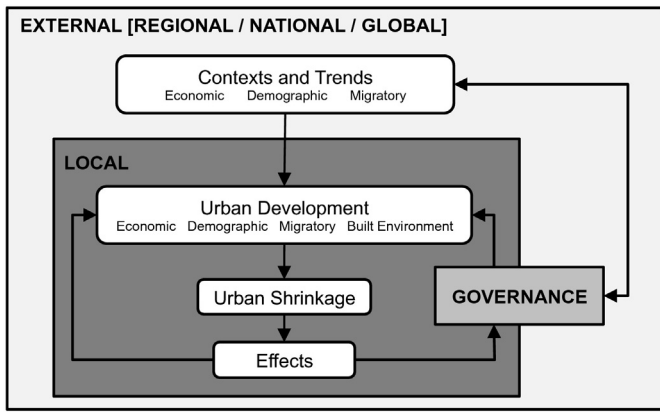 EXTERNAL [REGIONAL / NATIONAL / GLOBAL]
Contexts and Trends
Economic Demographic Migratory
LOCAL
Urban Development
Economic Demographic Migratory Built Environment
Urban Shrinkage
GOVERNANCE
Effects